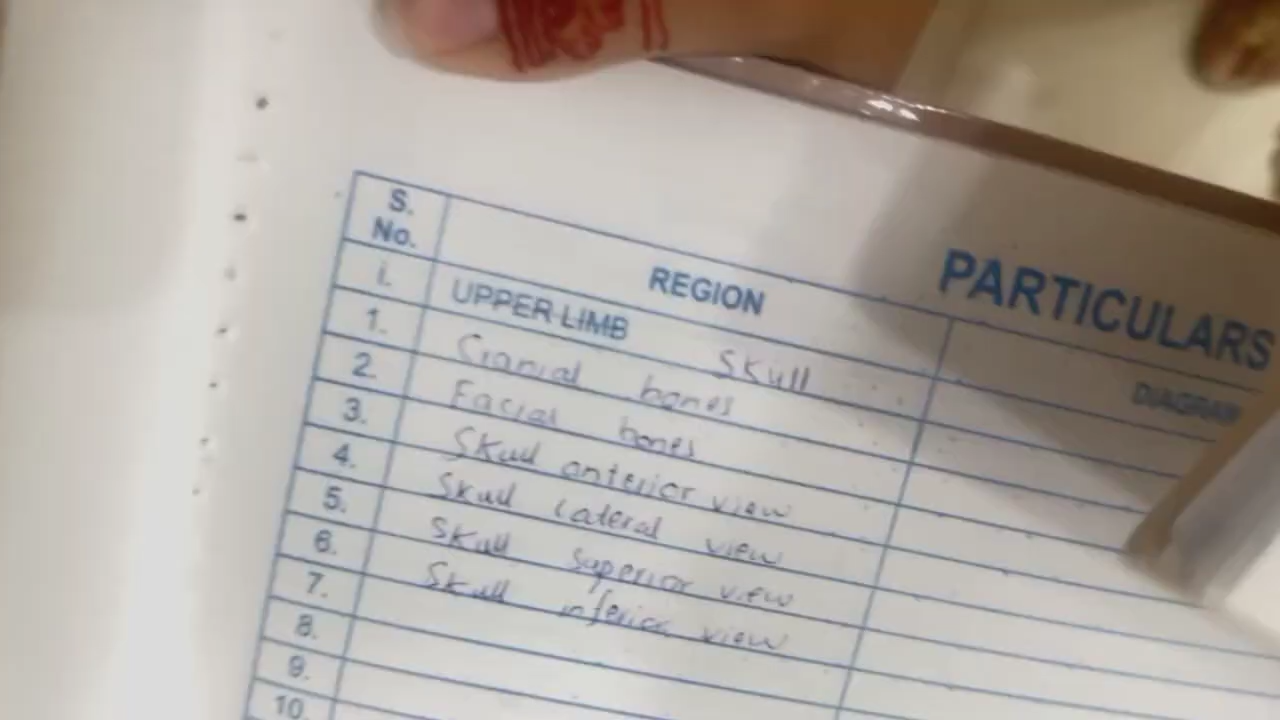 PARTICULARS
S. No. REGION DIAGRAM
i. UPPER LIMB Skull
1. Cranial bones
2. Facial bones
3. Skull anterior view
4. Skull lateral view
5. Skull superior view
6. Skull inferior view
7.
8.
9.
10.